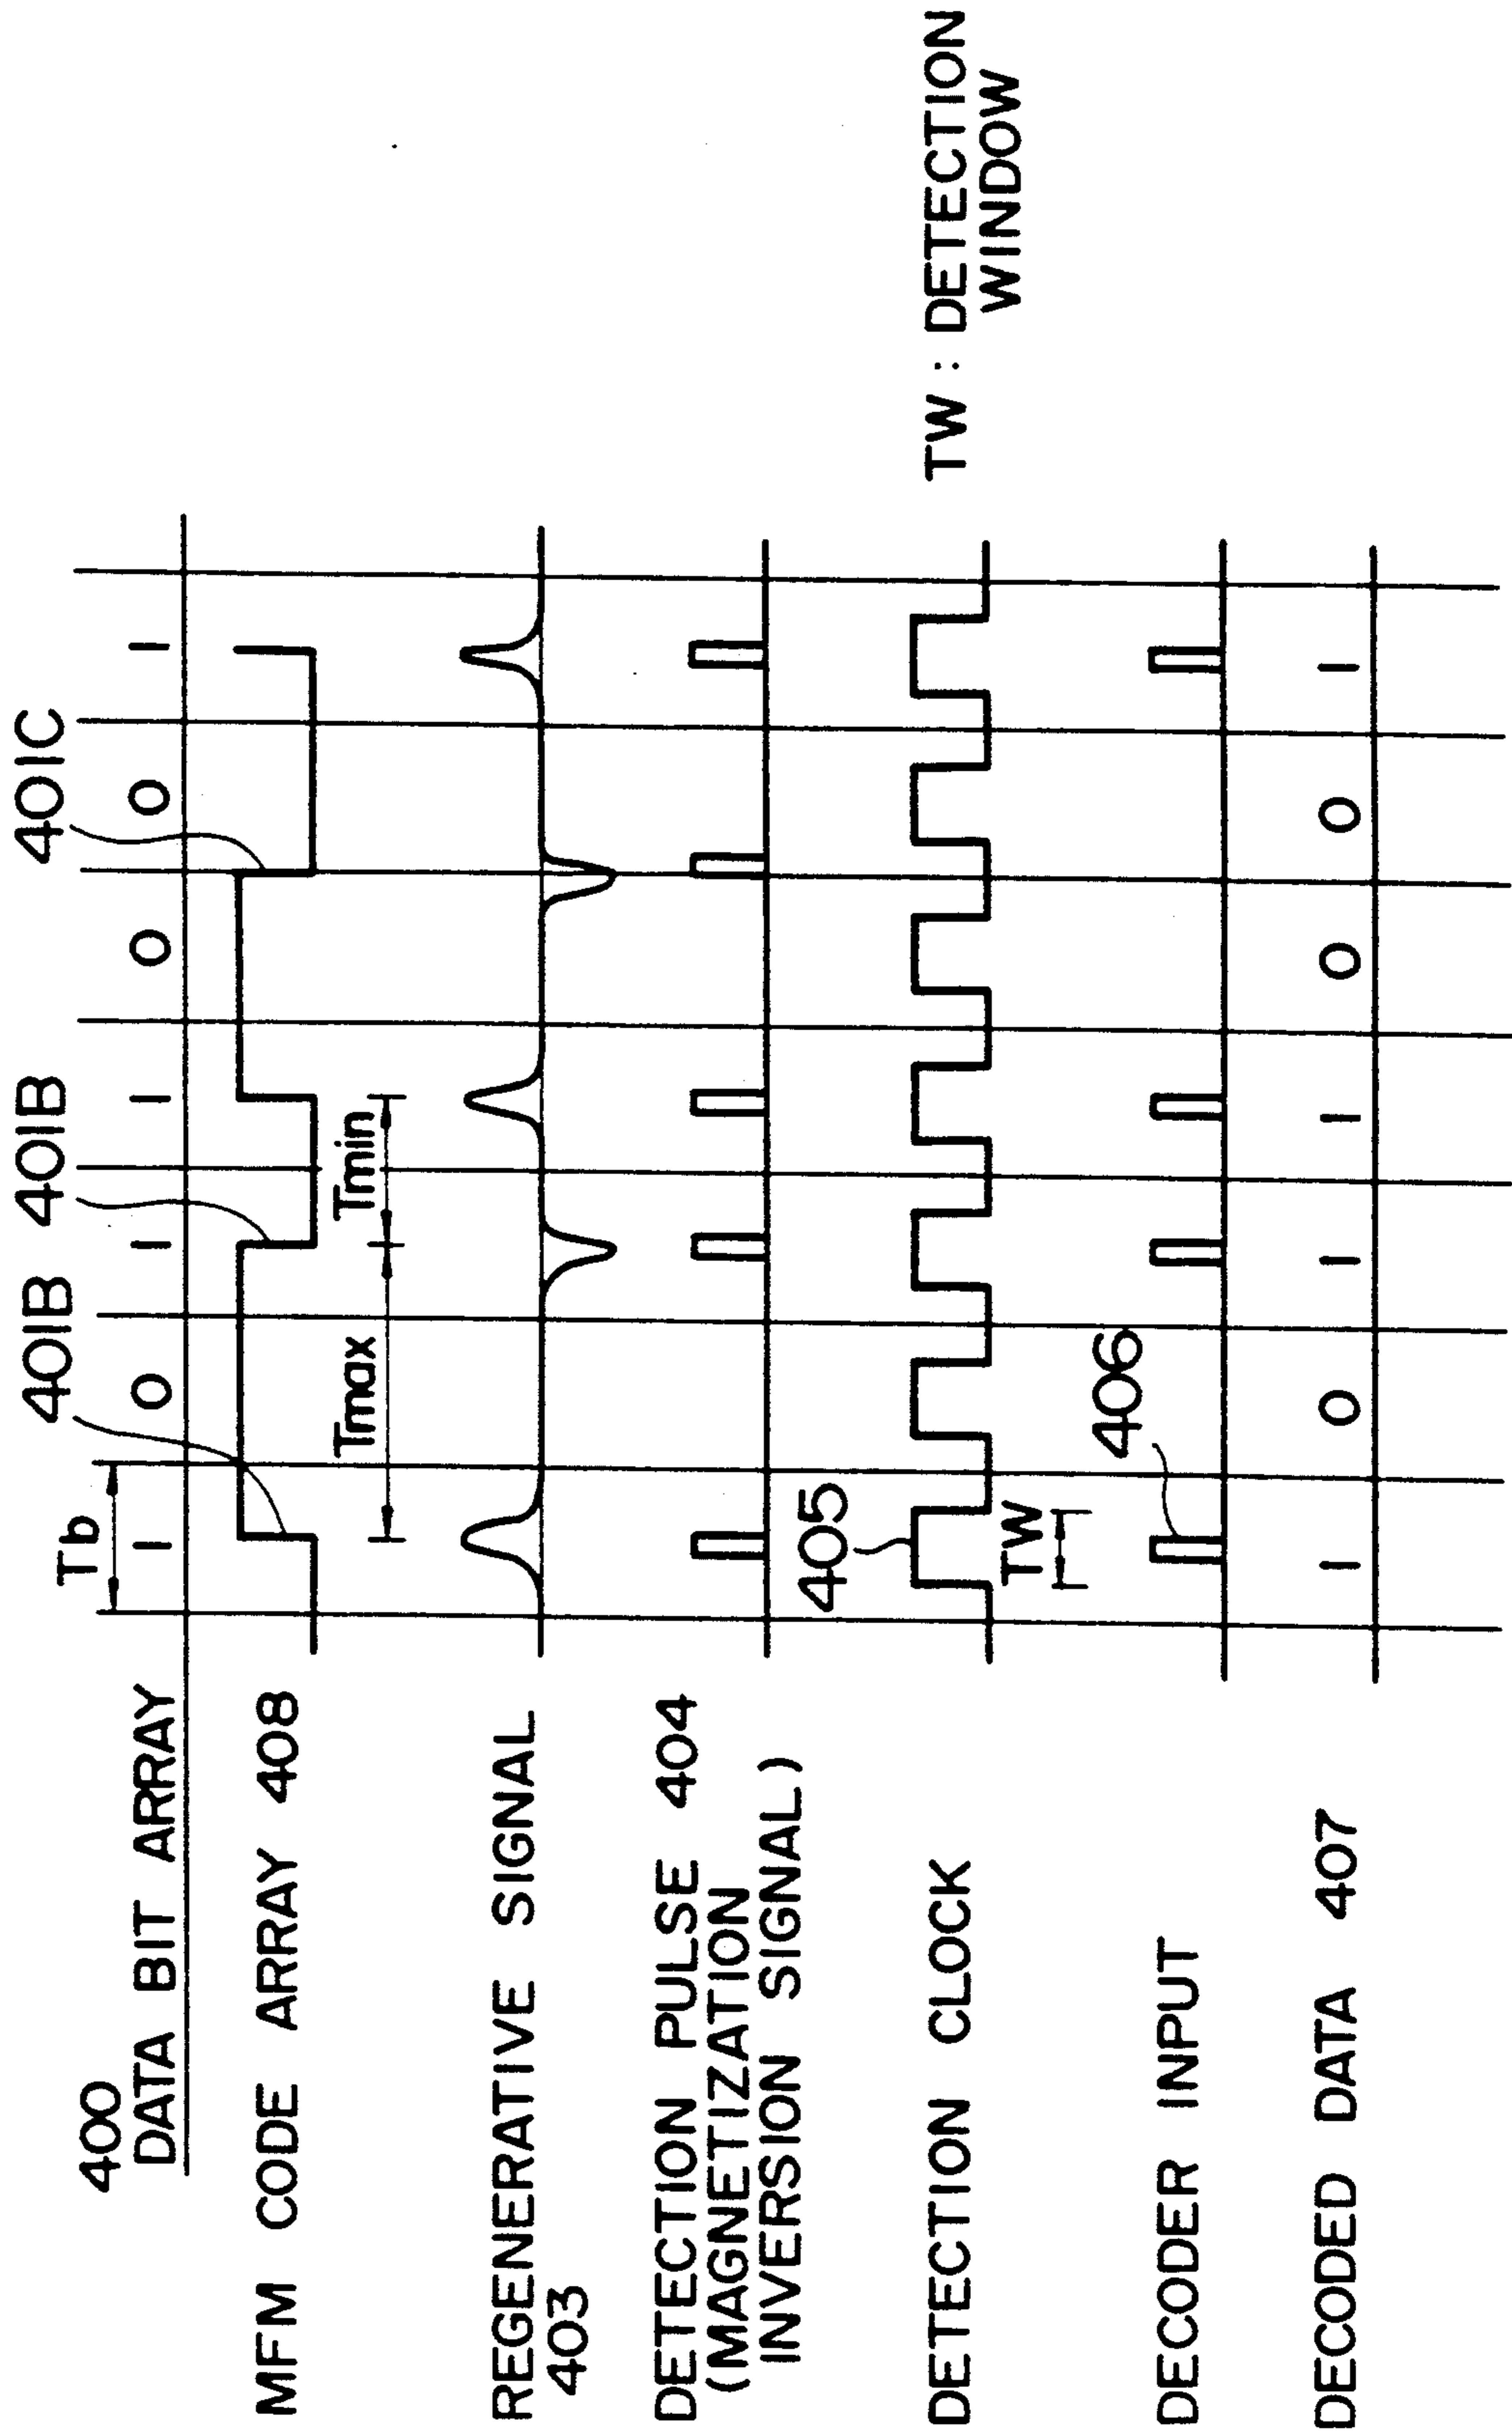 401B 401B 401C
Tb
400
DATA BIT ARRAY 1 0 1 1 0 0 1
MFM CODE ARRAY 408
Tmax Tmin
REGENERATIVE SIGNAL
403
DETECTION PULSE 404
(MAGNETIZATION
INVERSION SIGNAL)
405
DETECTION CLOCK
TW : DETECTION
WINDOW
TW
406
DECODER INPUT
DECODED DATA 407 1 0 1 1 0 0 1